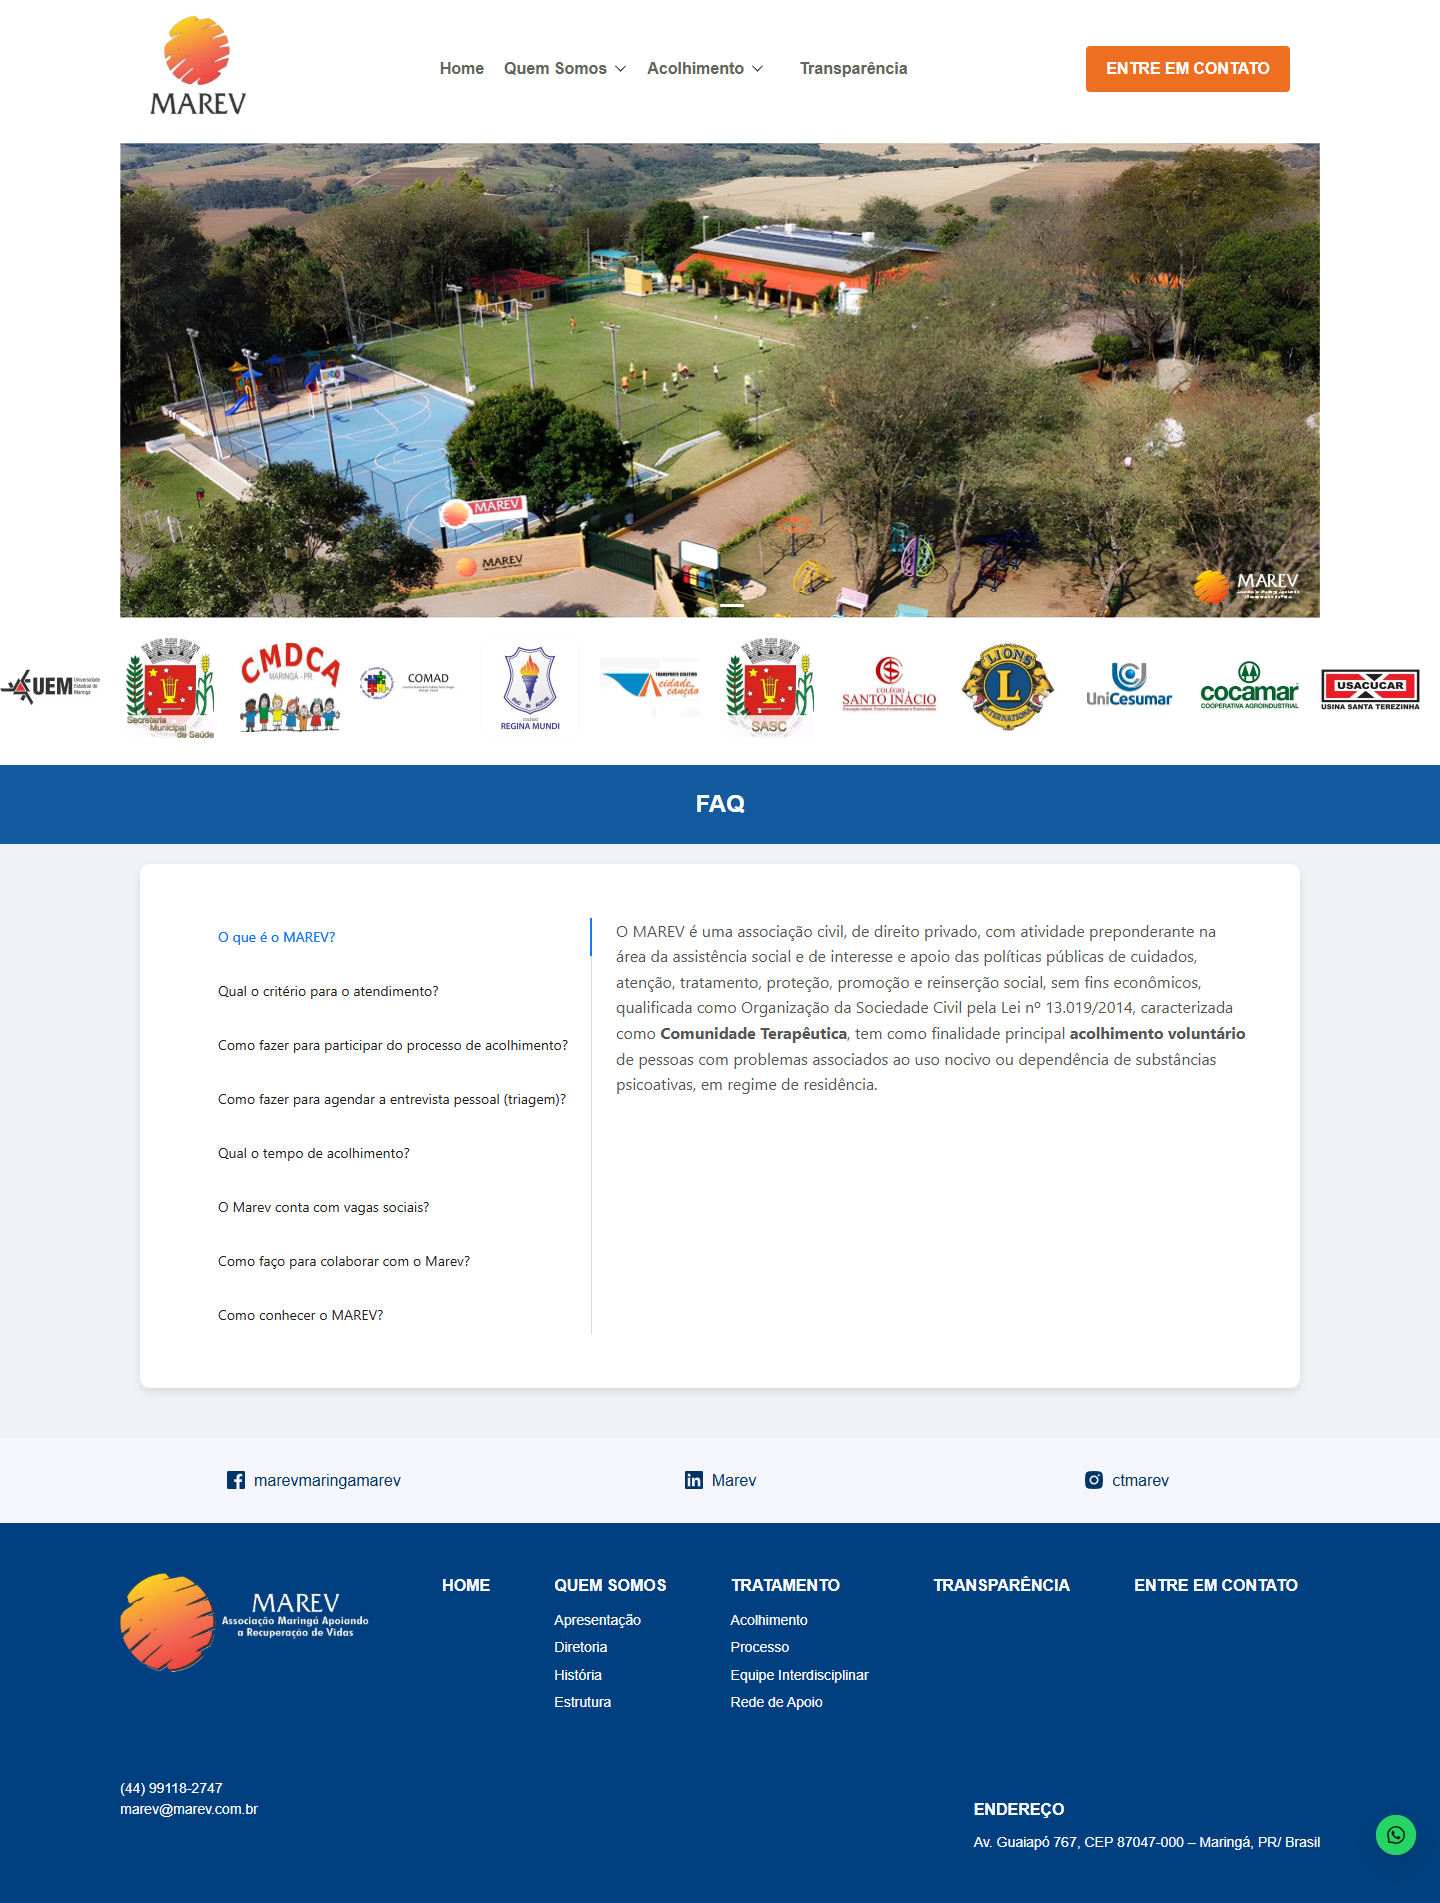 MAREV
Home
Quem Somos
Acolhimento
Transparência
ENTRE EM CONTATO
MAREV
MAREV
MAREV
UEM
Universidade
Estadual de
Maringá
Secretaria
Municipal
de Saúde
CMDCA
MARINGÁ - PR
COMAD
COLÉGIO
REGINA MUNDI
TRANSPORTE COLETIVO
cidade
canção
SASC
COLÉGIO
SANTO INÁCIO
Educação Infantil, Ensino Fundamental e Ensino Médio
LIONS
L
INTERNATIONAL
UniCesumar
cocamar
COOPERATIVA AGROINDUSTRIAL
USAÇUCAR
USINA SANTA TEREZINHA
FAQ
O que é o MAREV?
Qual o critério para o atendimento?
Como fazer para participar do processo de acolhimento?
Como fazer para agendar a entrevista pessoal (triagem)?
Qual o tempo de acolhimento?
O Marev conta com vagas sociais?
Como faço para colaborar com o Marev?
Como conhecer o MAREV?
O MAREV é uma associação civil, de direito privado, com atividade preponderante na
área da assistência social e de interesse e apoio das políticas públicas de cuidados,
atenção, tratamento, proteção, promoção e reinserção social, sem fins econômicos,
qualificada como Organização da Sociedade Civil pela Lei nº 13.019/2014, caracterizada
como Comunidade Terapêutica, tem como finalidade principal acolhimento voluntário
de pessoas com problemas associados ao uso nocivo ou dependência de substâncias
psicoativas, em regime de residência.
marevmaringamarev
Marev
ctmarev
MAREV
Associação Maringá Apoiando
a Recuperação de Vidas
HOME
QUEM SOMOS
Apresentação
Diretoria
História
Estrutura
TRATAMENTO
Acolhimento
Processo
Equipe Interdisciplinar
Rede de Apoio
TRANSPARÊNCIA
ENTRE EM CONTATO
(44) 99118-2747
marev@marev.com.br
ENDEREÇO
Av. Guaiapó 767, CEP 87047-000 – Maringá, PR/ Brasil